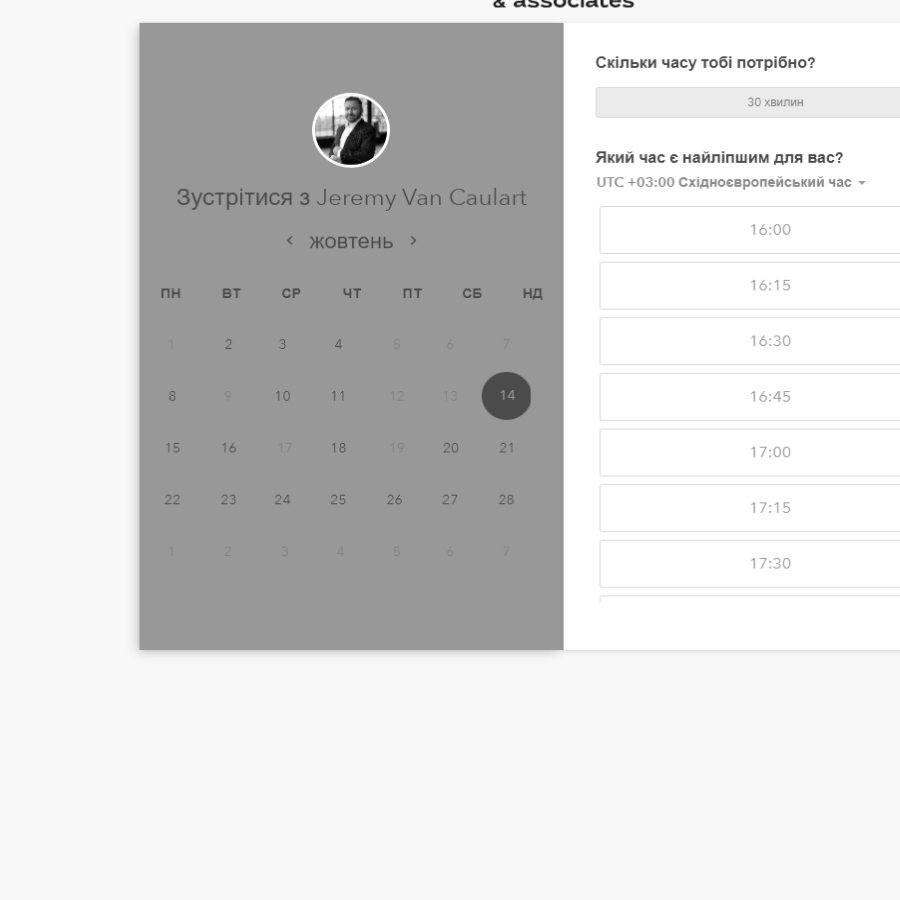 & associates
Зустрітися з Jeremy Van Caulart
жовтень
ПН ВТ СР ЧТ ПТ СБ НД
1 2 3 4 5 6 7
8 9 10 11 12 13 14
15 16 17 18 19 20 21
22 23 24 25 26 27 28
1 2 3 4 5 6 7
Скільки часу тобі потрібно?
30 хвилин
Який час є найліпшим для вас?
UTC +03:00 Східноєвропейський час
16:00
16:15
16:30
16:45
17:00
17:15
17:30